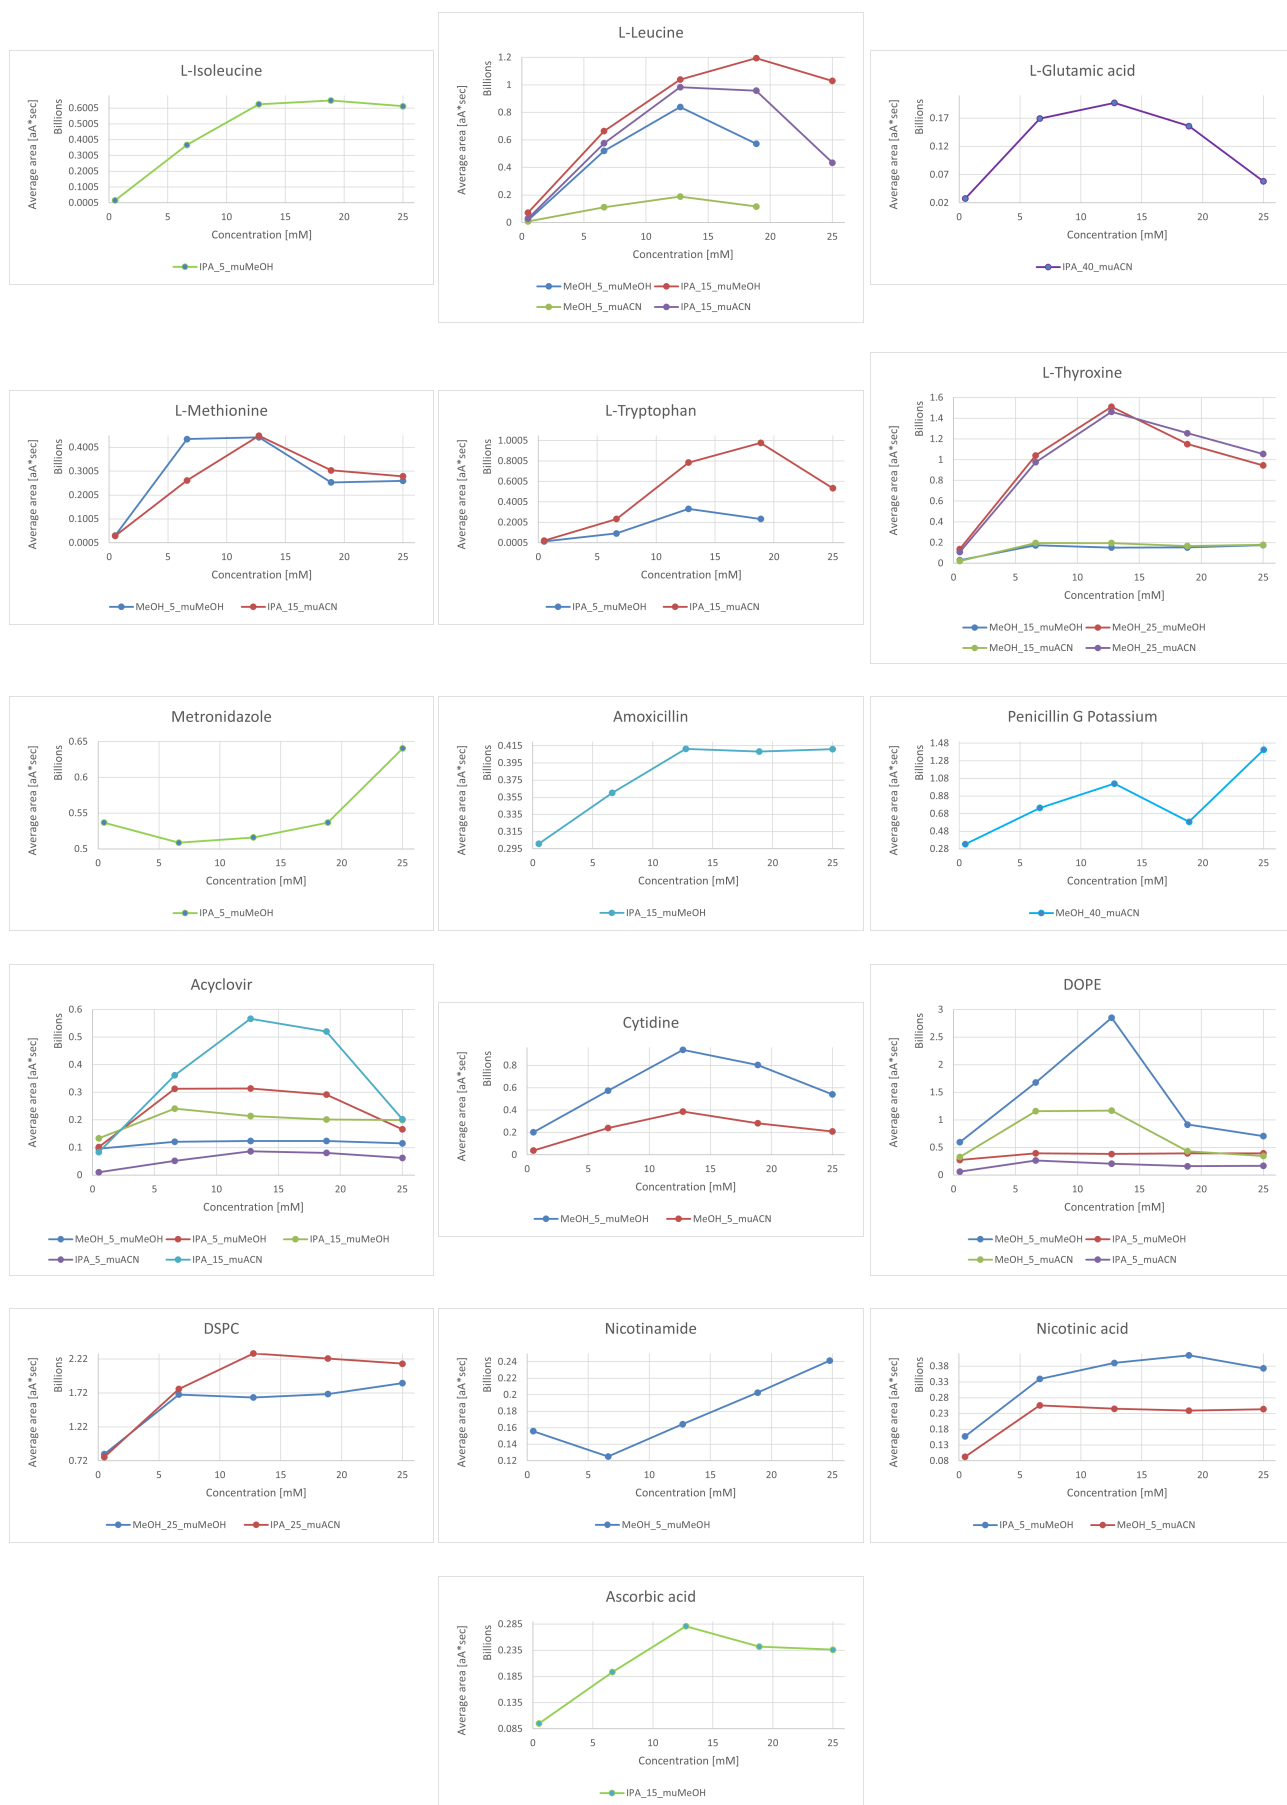 L-Isoleucine
Average area [aA*sec]
Billions
0.6005
0.5005
0.4005
0.3005
0.2005
0.1005
0.0005
0 5 10 15 20 25
Concentration [mM]
IPA_5_muMeOH
L-Leucine
Average area [aA*sec]
Billions
1.2
1
0.8
0.6
0.4
0.2
0
0 5 10 15 20 25
Concentration [mM]
MeOH_5_muMeOH IPA_15_muMeOH
MeOH_5_muACN IPA_15_muACN
L-Glutamic acid
Average area [aA*sec]
Billions
0.17
0.12
0.07
0.02
0 5 10 15 20 25
Concentration [mM]
IPA_40_muACN
L-Methionine
Average area [aA*sec]
Billions
0.4005
0.3005
0.2005
0.1005
0.0005
0 5 10 15 20 25
Concentration [mM]
MeOH_5_muMeOH IPA_15_muACN
L-Tryptophan
Average area [aA*sec]
Billions
1.0005
0.8005
0.6005
0.4005
0.2005
0.0005
0 5 10 15 20 25
Concentration [mM]
IPA_5_muMeOH IPA_15_muACN
L-Thyroxine
Average area [aA*sec]
Billions
1.6
1.4
1.2
1
0.8
0.6
0.4
0.2
0
0 5 10 15 20 25
Concentration [mM]
MeOH_15_muMeOH MeOH_25_muMeOH
MeOH_15_muACN MeOH_25_muACN
Metronidazole
Average area [aA*sec]
Billions
0.65
0.6
0.55
0.5
0 5 10 15 20 25
Concentration [mM]
IPA_5_muMeOH
Amoxicillin
Average area [aA*sec]
Billions
0.415
0.395
0.375
0.355
0.335
0.315
0.295
0 5 10 15 20 25
Concentration [mM]
IPA_15_muMeOH
Penicillin G Potassium
Average area [aA*sec]
Billions
1.48
1.28
1.08
0.88
0.68
0.48
0.28
0 5 10 15 20 25
Concentration [mM]
MeOH_40_muACN
Acyclovir
Average area [aA*sec]
Billions
0.6
0.5
0.4
0.3
0.2
0.1
0
0 5 10 15 20 25
Concentration [mM]
MeOH_5_muMeOH IPA_5_muMeOH IPA_15_muMeOH
IPA_5_muACN IPA_15_muACN
Cytidine
Average area [aA*sec]
Billions
0.8
0.6
0.4
0.2
0
0 5 10 15 20 25
Concentration [mM]
MeOH_5_muMeOH MeOH_5_muACN
DOPE
Average area [aA*sec]
Billions
3
2.5
2
1.5
1
0.5
0
0 5 10 15 20 25
Concentration [mM]
MeOH_5_muMeOH IPA_5_muMeOH
MeOH_5_muACN IPA_5_muACN
DSPC
Average area [aA*sec]
Billions
2.22
1.72
1.22
0.72
0 5 10 15 20 25
Concentration [mM]
MeOH_25_muMeOH IPA_25_muACN
Nicotinamide
Average area [aA*sec]
Billions
0.24
0.22
0.2
0.18
0.16
0.14
0.12
0 5 10 15 20 25
Concentration [mM]
MeOH_5_muMeOH
Nicotinic acid
Average area [aA*sec]
Billions
0.38
0.33
0.28
0.23
0.18
0.13
0.08
0 5 10 15 20 25
Concentration [mM]
IPA_5_muMeOH MeOH_5_muACN
Ascorbic acid
Average area [aA*sec]
Billions
0.285
0.235
0.185
0.135
0.085
0 5 10 15 20 25
Concentration [mM]
IPA_15_muMeOH